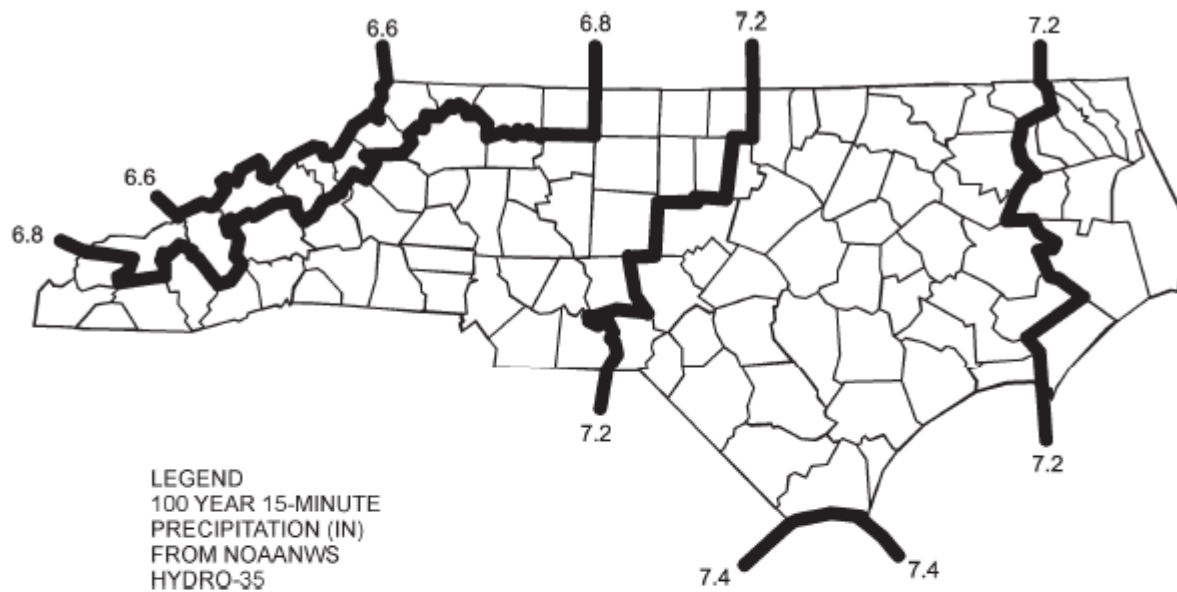 6.6
6.8
7.2
7.2
6.6
6.8
7.2
7.2
LEGEND
100 YEAR 15-MINUTE
PRECIPITATION (IN)
FROM NOAANWS
HYDRO-35
7.4
7.4